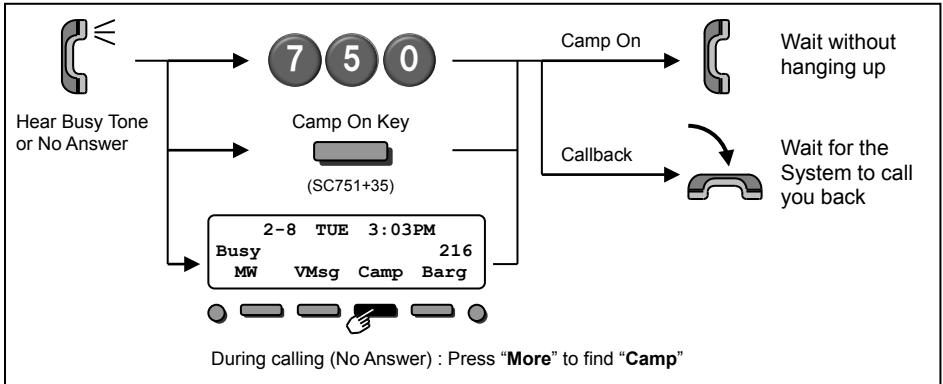 Hear Busy Tone
or No Answer
7 5 0
Camp On Key
(SC751+35)
2-8 TUE 3:03PM
Busy 216
MW VMsg Camp Barg
During calling (No Answer) : Press “More” to find “Camp”
Camp On
Wait without
hanging up
Callback
Wait for the
System to call
you back